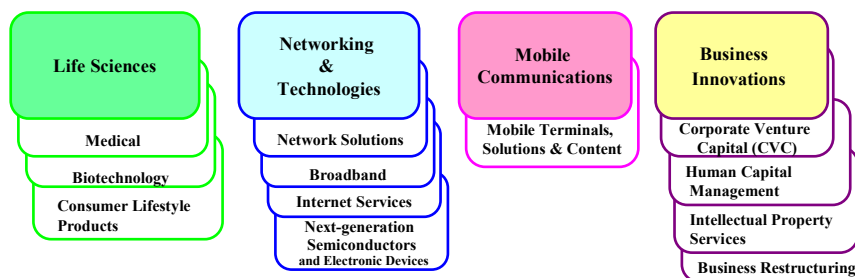 Life Sciences
Medical
Biotechnology
Consumer Lifestyle
Products
Networking
&
Technologies
Network Solutions
Broadband
Internet Services
Next-generation
Semiconductors
and Electronic Devices
Mobile
Communications
Mobile Terminals,
Solutions & Content
Business
Innovations
Corporate Venture
Capital (CVC)
Human Capital
Management
Intellectual Property
Services
Business Restructuring